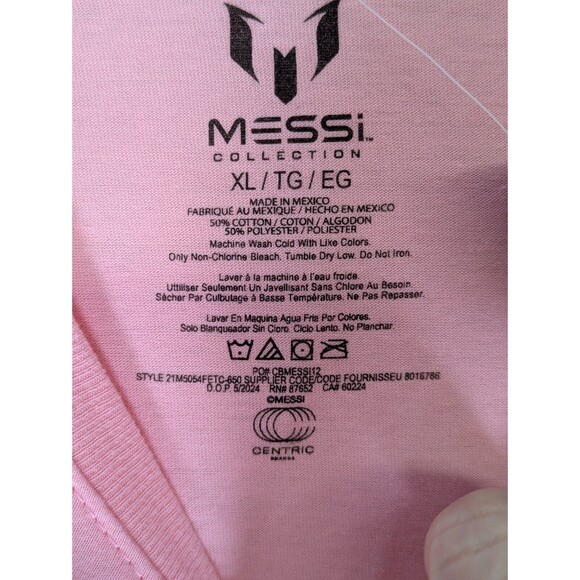 MESSi™
COLLECTION
XL / TG / EG
MADE IN MEXICO
FABRIQUÉ AU MEXIQUE / HECHO EN MEXICO
50% COTTON / COTON / ALGODON
50% POLYESTER / POLIESTER
Machine Wash Cold With Like Colors.
Only Non-Chlorine Bleach. Tumble Dry Low. Do Not Iron.
Laver à la machine à l'eau froide.
Utiliser Seulement Un Javellisant Sans Chlore Au Besoin.
Sécher Par Culbutage à Basse Température. Ne Pas Repasser.
Lavar En Maquina Agua Fria Por Colores.
Solo Blanqueador Sin Cloro. Ciclo Lento. No Planchar.
PO# CBMESSI12
STYLE 21M5054FETC-650 SUPPLIER CODE/CODE FOURNISSEU 8016786
D.O.P. 5/2024 RN# 87652 CA# 60224
©MESSI
CENTRIC
BRANDS